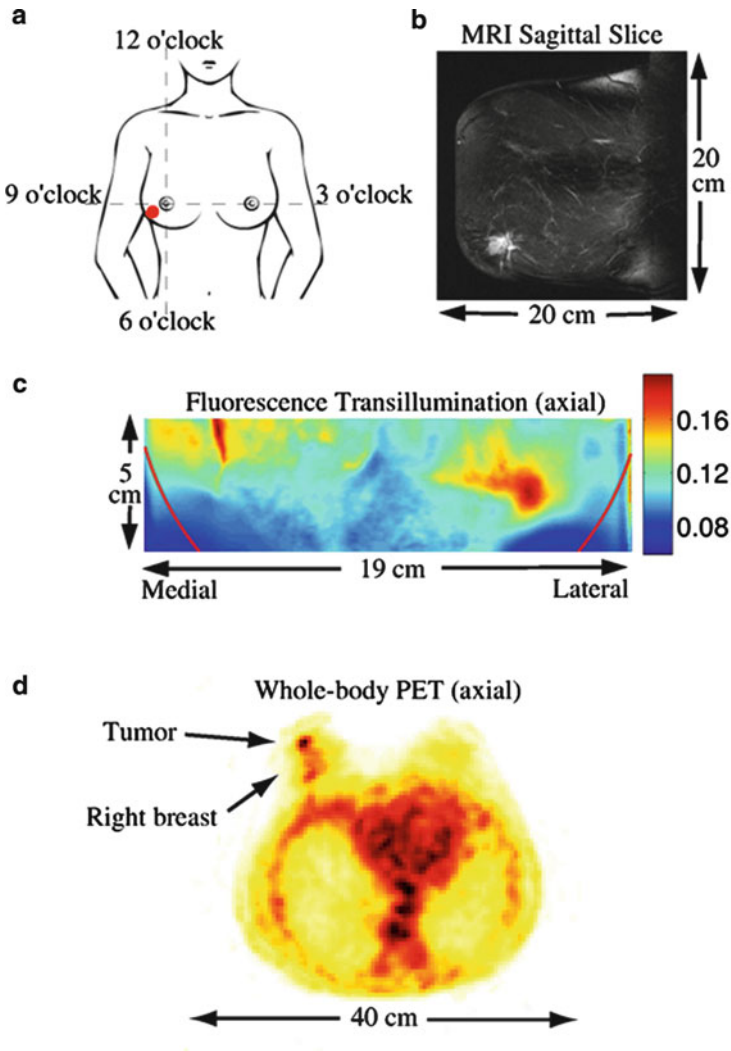 a
12 o'clock
9 o'clock
3 o'clock
6 o'clock
b
MRI Sagittal Slice
20
cm
20 cm
c
Fluorescence Transillumination (axial)
5
cm
0.16
0.12
0.08
19 cm
Medial
Lateral
d
Whole-body PET (axial)
Tumor
Right breast
40 cm